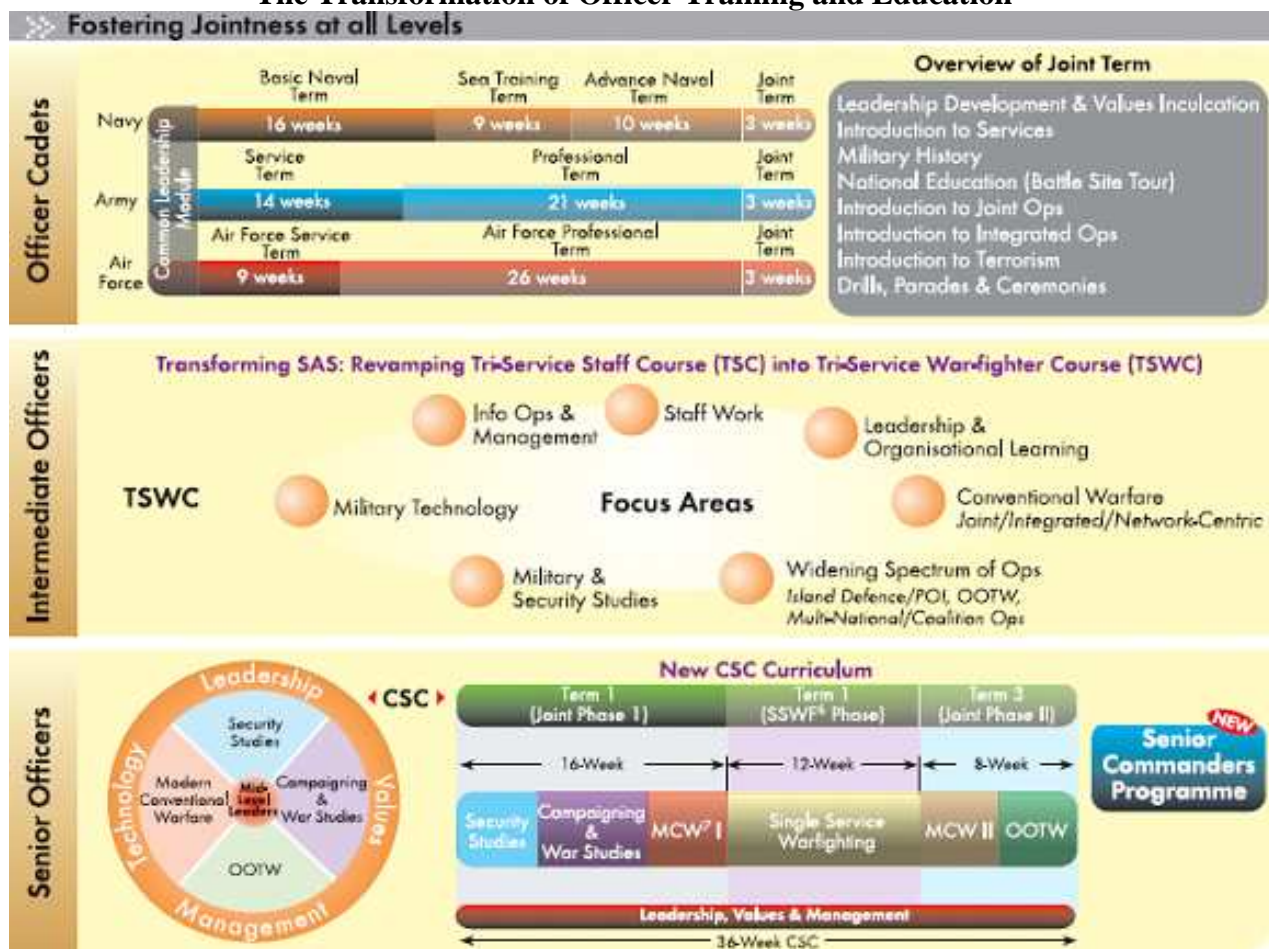 The Transformation of Officer Training and Education
Fostering Jointness at all Levels
Officer Cadets
Basic Naval
Term
Sea Training
Term
Advance Naval
Term
Joint
Term
Navy
16 weeks
9 weeks
10 weeks
3 weeks
Common Leadership
Module
Service
Term
Professional
Term
Joint
Term
Army
14 weeks
21 weeks
3 weeks
Air Force Service
Term
Air Force Professional
Term
Joint
Term
Air
Force
9 weeks
26 weeks
3 weeks
Overview of Joint Term
Leadership Development & Values Inculcation
Introduction to Services
Military History
National Education (Battle Site Tour)
Introduction to Joint Ops
Introduction to Integrated Ops
Introduction to Terrorism
Drills, Parades & Ceremonies
Intermediate Officers
Transforming SAS: Revamping Tri-Service Staff Course (TSC) into Tri-Service War-fighter Course (TSWC)
TSWC
Focus Areas
Info Ops &
Management
Staff Work
Leadership &
Organisational Learning
Military Technology
Conventional Warfare
Joint/Integrated/Network-Centric
Military &
Security Studies
Widening Spectrum of Ops
Island Defence/POI, OOTW,
Multi-National/Coalition Ops
Senior Officers
Leadership
Values
Management
Technology
Security
Studies
Modern
Conventional
Warfare
Mid-
Level
Leaders
Campaigning
&
War Studies
OOTW
CSC
New CSC Curriculum
Term 1
(Joint Phase 1)
Term 1
(SSWF6 Phase)
Term 3
(Joint Phase II)
16-Week
12-Week
8-Week
Security
Studies
Campaigning
&
War Studies
MCW7 I
Single Service
Warfighting
MCW II
OOTW
Leadership, Values & Management
36-Week CSC
NEW
Senior
Commanders
Programme